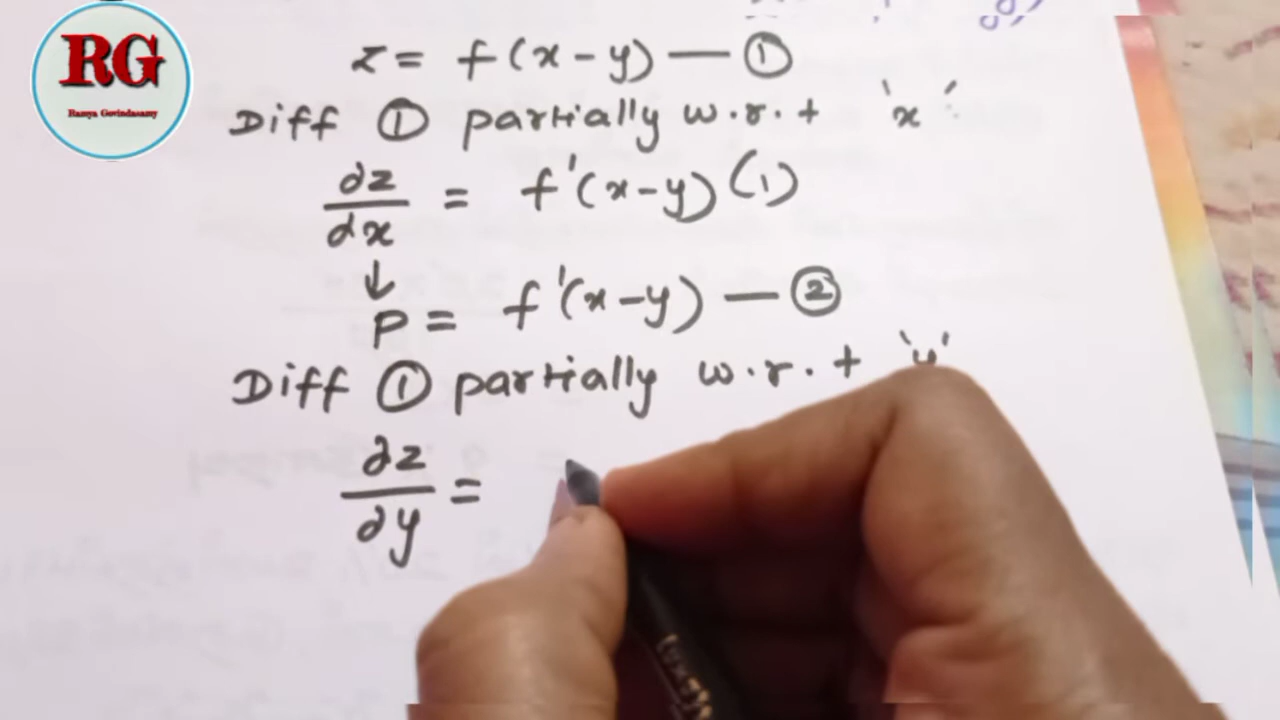 RG
Ramya Govindasamy
z = f(x-y) — ①
Diff ① partially w.r.t 'x'
∂z/∂x = f'(x-y)(1)
↓
P = f'(x-y) — ②
Diff ① partially w.r.t 'y'
∂z/∂y =